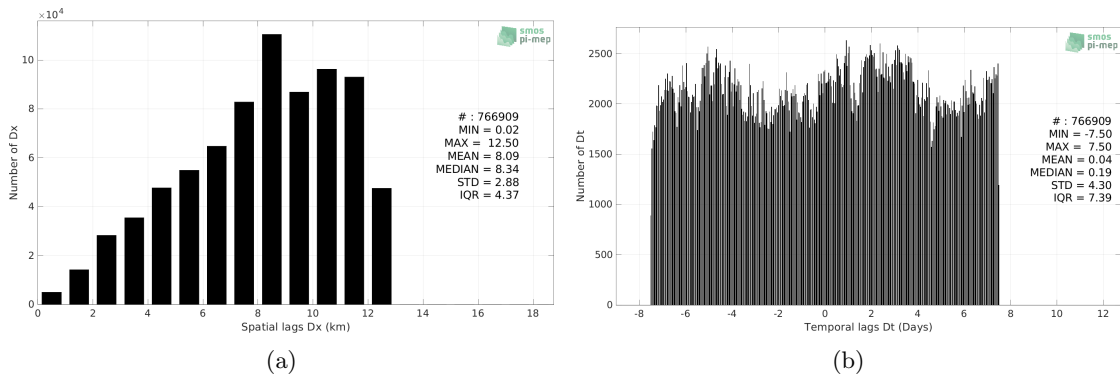 ×10⁴
10
8
6
4
2
0
Number of Dx
0 2 4 6 8 10 12 14 16 18
Spatial lags Dx (km)
smos
pi-mep
# : 766909
MIN = 0.02
MAX = 12.50
MEAN = 8.09
MEDIAN = 8.34
STD = 2.88
IQR = 4.37
(a)
2500
2000
1500
1000
500
0
Number of Dt
-8 -6 -4 -2 0 2 4 6 8 10 12
Temporal lags Dt (Days)
smos
pi-mep
# : 766909
MIN = -7.50
MAX = 7.50
MEAN = 0.04
MEDIAN = 0.19
STD = 4.30
IQR = 7.39
(b)